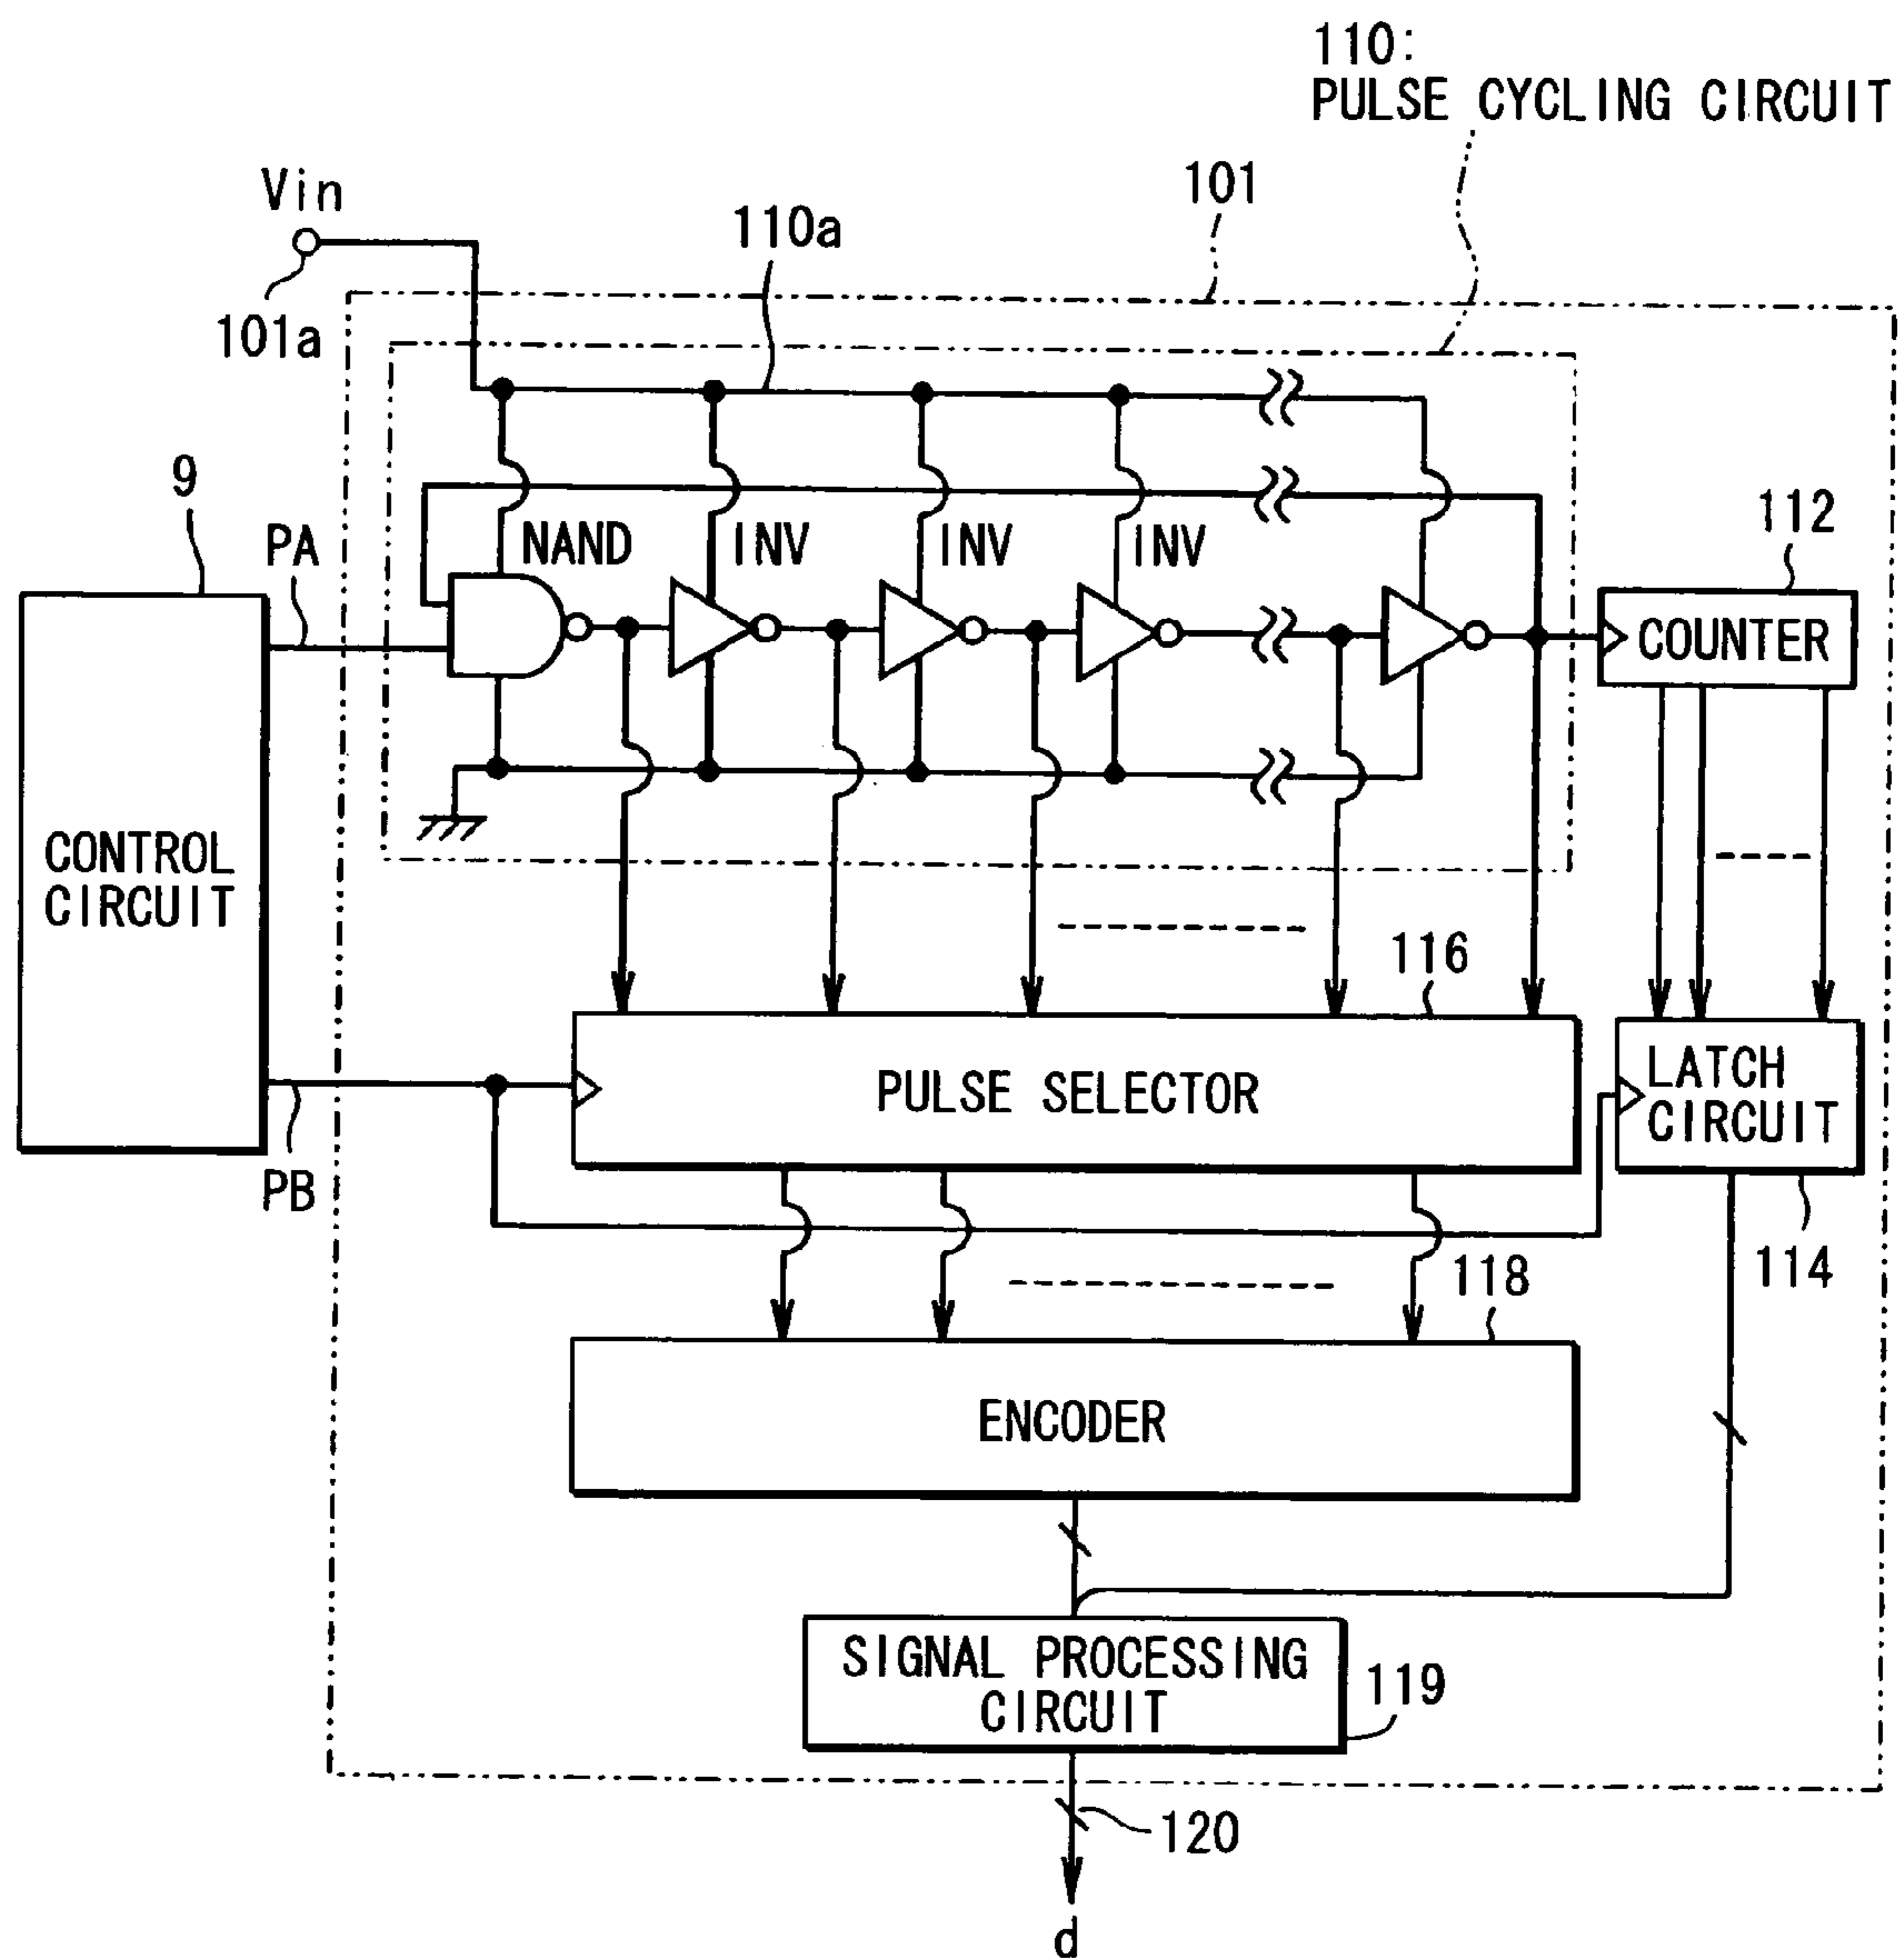 110:
PULSE CYCLING CIRCUIT
101
Vin
110a
101a
9
PA
NAND
INV
INV
INV
112
COUNTER
CONTROL
CIRCUIT
116
PULSE SELECTOR
LATCH
CIRCUIT
PB
114
118
ENCODER
SIGNAL PROCESSING
CIRCUIT
119
120
d